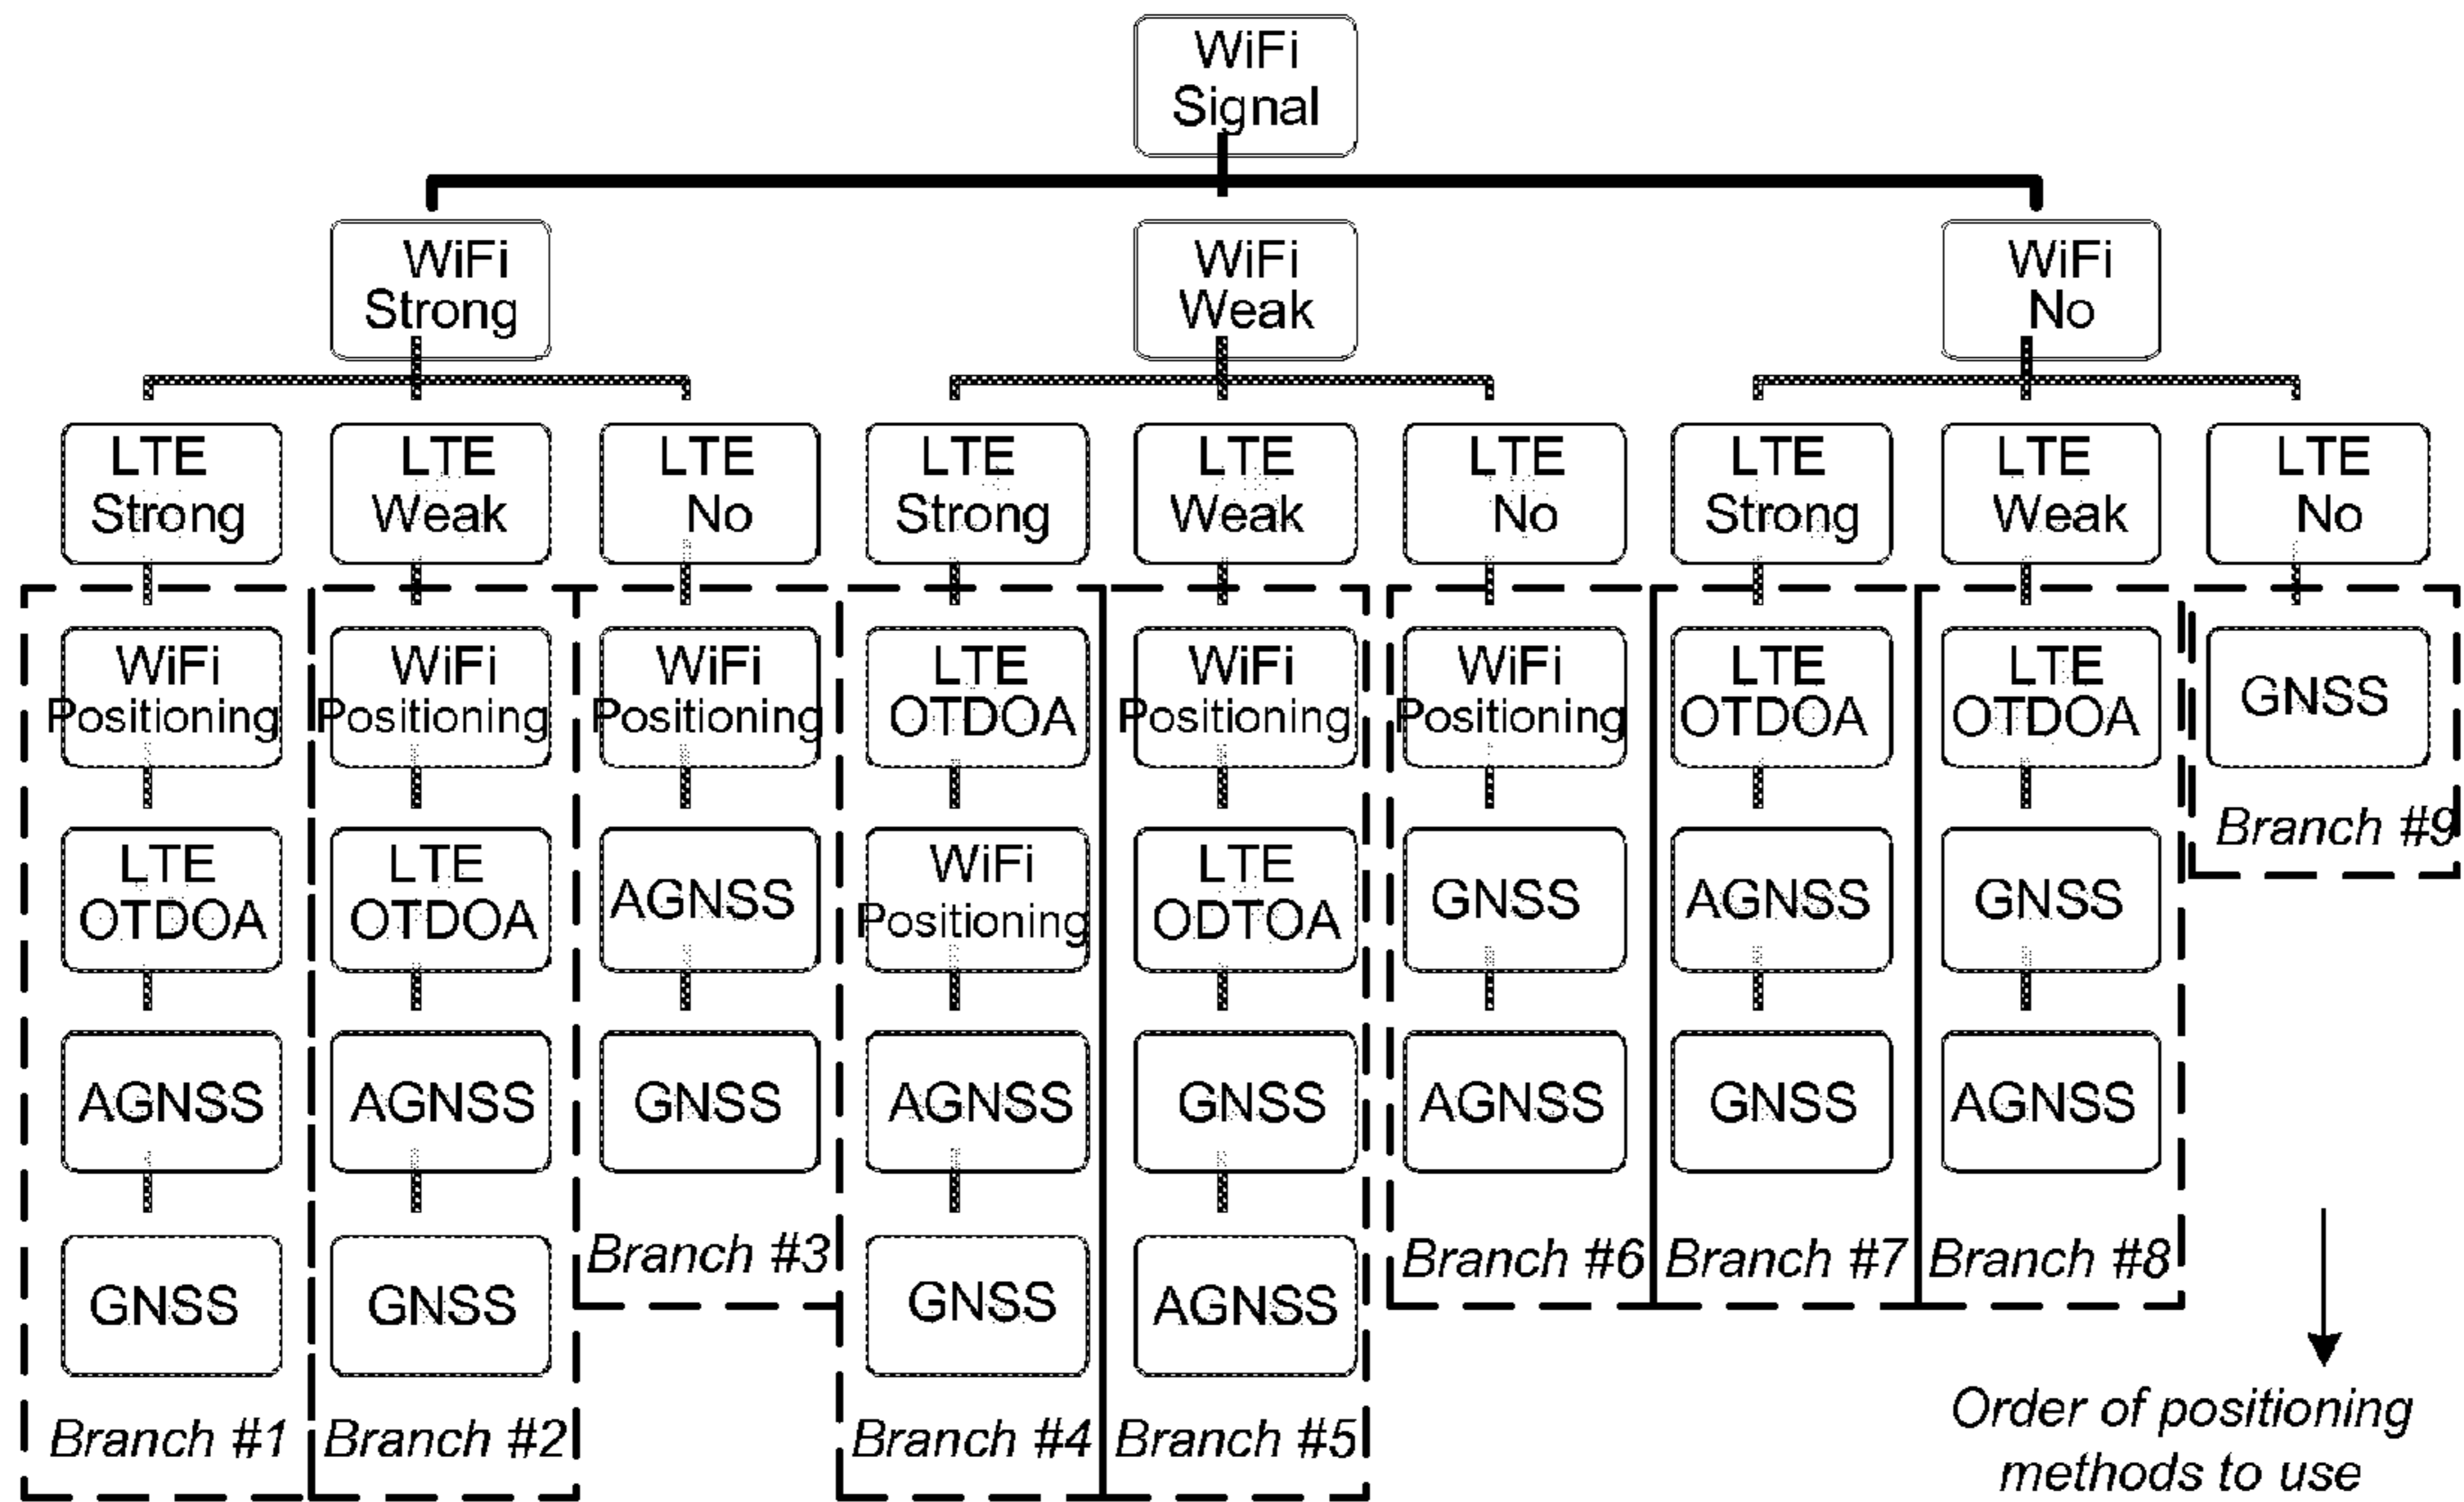 WiFi
Signal
WiFi
Strong
WiFi
Weak
WiFi
No
LTE
Strong
LTE
Weak
LTE
No
LTE
Strong
LTE
Weak
LTE
No
LTE
Strong
LTE
Weak
LTE
No
WiFi
Positioning
LTE
OTDOA
AGNSS
GNSS
Branch #1
WiFi
Positioning
LTE
OTDOA
AGNSS
GNSS
Branch #2
WiFi
Positioning
AGNSS
GNSS
Branch #3
LTE
OTDOA
WiFi
Positioning
AGNSS
GNSS
Branch #4
WiFi
Positioning
LTE
ODTOA
GNSS
AGNSS
Branch #5
WiFi
Positioning
GNSS
AGNSS
Branch #6
LTE
OTDOA
AGNSS
GNSS
Branch #7
LTE
OTDOA
GNSS
AGNSS
Branch #8
GNSS
Branch #9
Order of positioning
methods to use